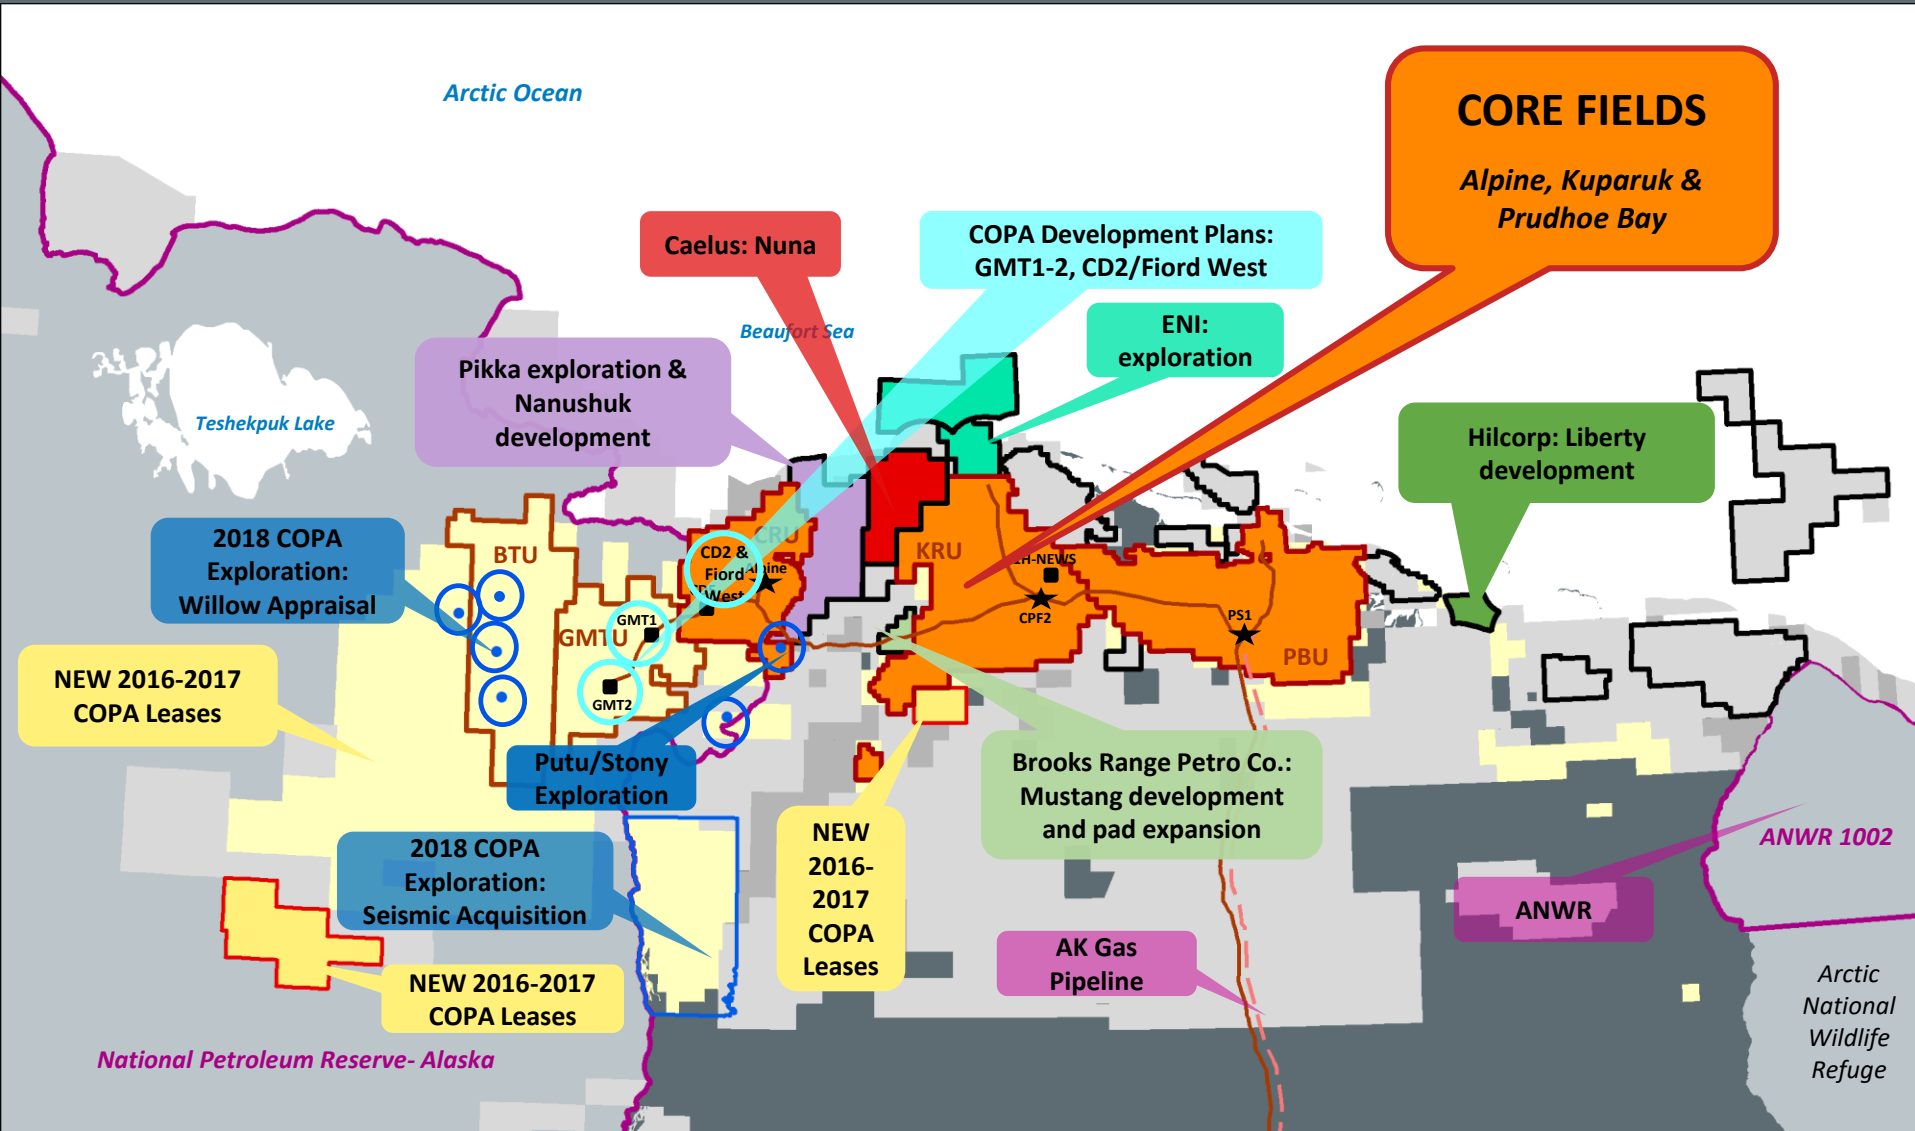 Arctic Ocean
CORE FIELDS
Alpine, Kuparuk &
Prudhoe Bay
Caelus: Nuna
COPA Development Plans:
GMT1-2, CD2/Fiord West
Beaufort Sea
ENI:
exploration
Pikka exploration &
Nanushuk
development
Teshekpuk Lake
Hilcorp: Liberty
development
2018 COPA
Exploration:
Willow Appraisal
BTU
CRU
CD2 &
Fiord
West
Alpine
KRU
1H-NEWS
CPF2
PS1
PBU
GMT1
GMTU
GMT2
NEW 2016-2017
COPA Leases
Putu/Stony
Exploration
Brooks Range Petro Co.:
Mustang development
and pad expansion
NEW
2016-
2017
COPA
Leases
2018 COPA
Exploration:
Seismic Acquisition
ANWR 1002
ANWR
AK Gas
Pipeline
NEW 2016-2017
COPA Leases
Arctic
National
Wildlife
Refuge
National Petroleum Reserve- Alaska